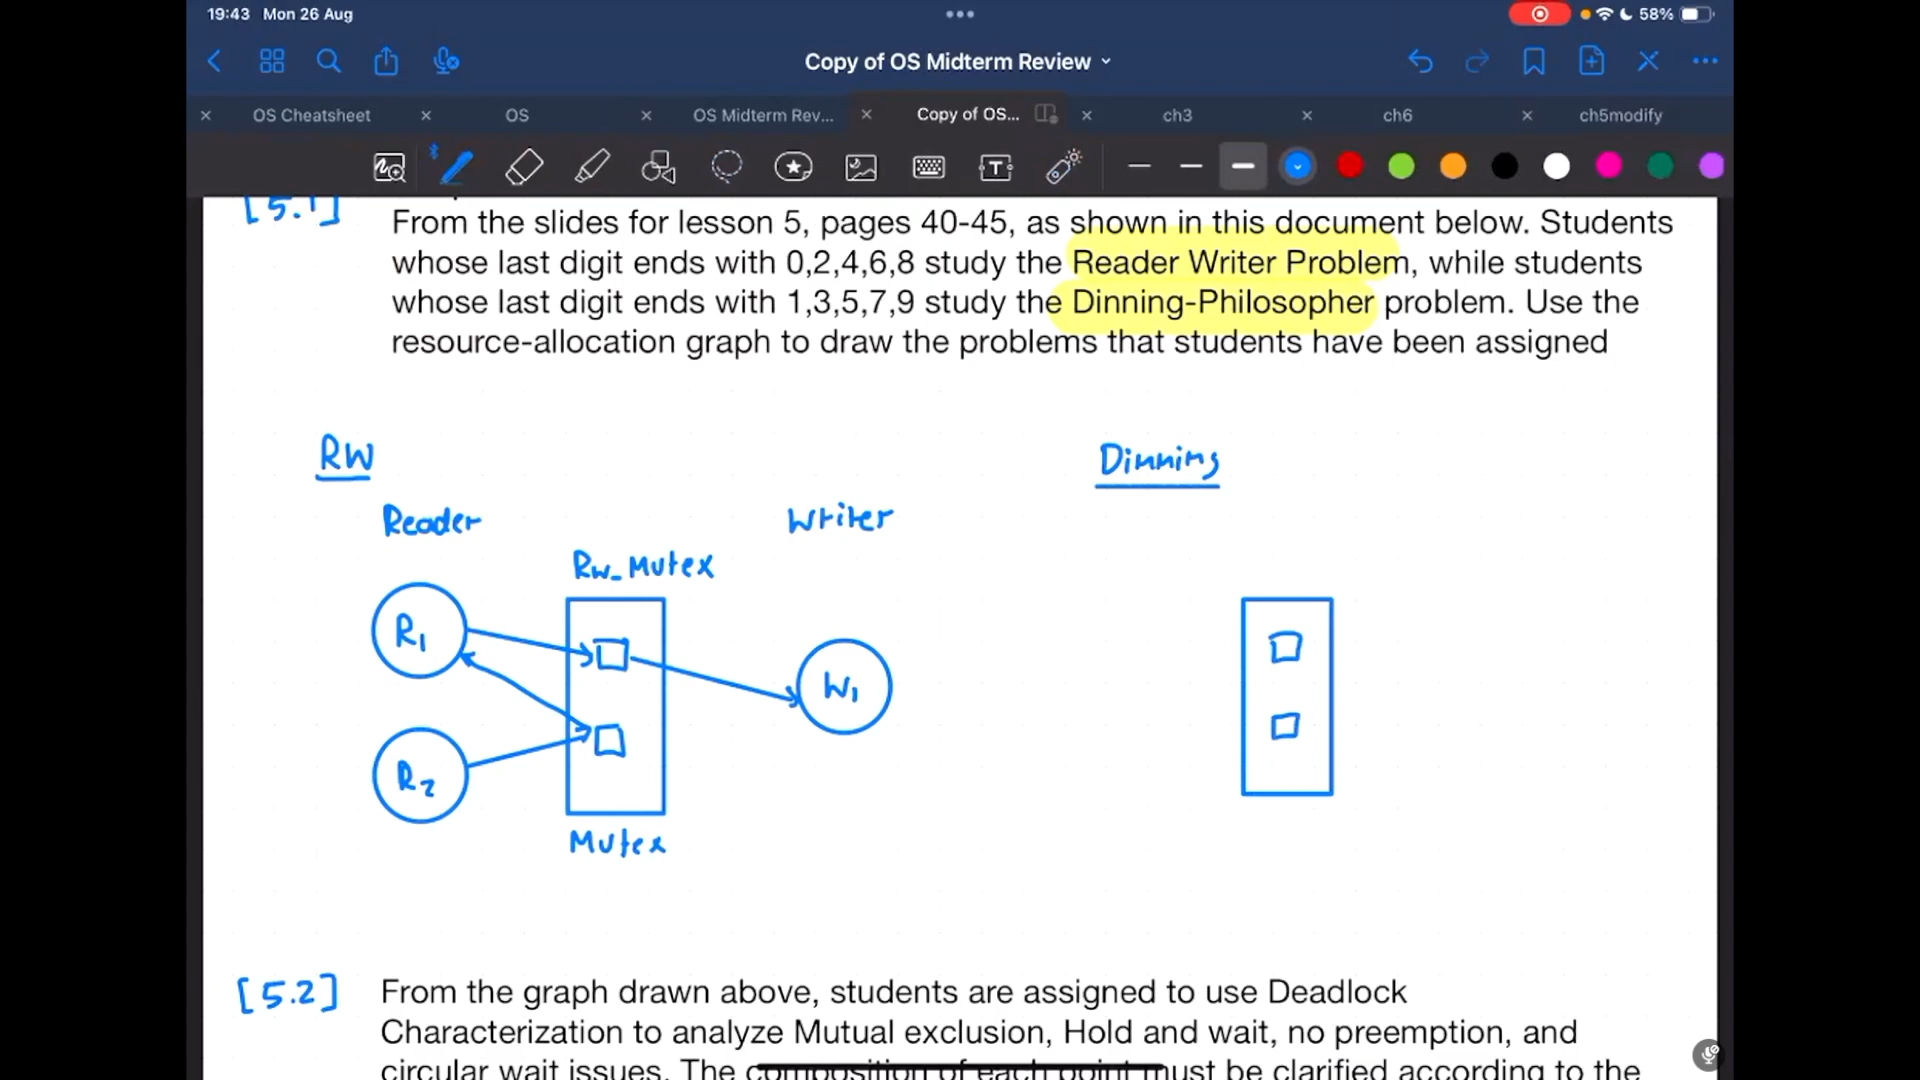 19:43 Mon 26 Aug
58%
Copy of OS Midterm Review
OS Cheatsheet
OS
OS Midterm Rev...
Copy of OS...
ch3
ch6
ch5modify
[5.1]
From the slides for lesson 5, pages 40-45, as shown in this document below. Students
whose last digit ends with 0,2,4,6,8 study the Reader Writer Problem, while students
whose last digit ends with 1,3,5,7,9 study the Dinning-Philosopher problem. Use the
resource-allocation graph to draw the problems that students have been assigned
RW
Dinning
Reader
Writer
Rw_Mutex
R1
W1
R2
Mutex
[5.2]
From the graph drawn above, students are assigned to use Deadlock
Characterization to analyze Mutual exclusion, Hold and wait, no preemption, and
circular wait issues. The composition of each point must be clarified according to the